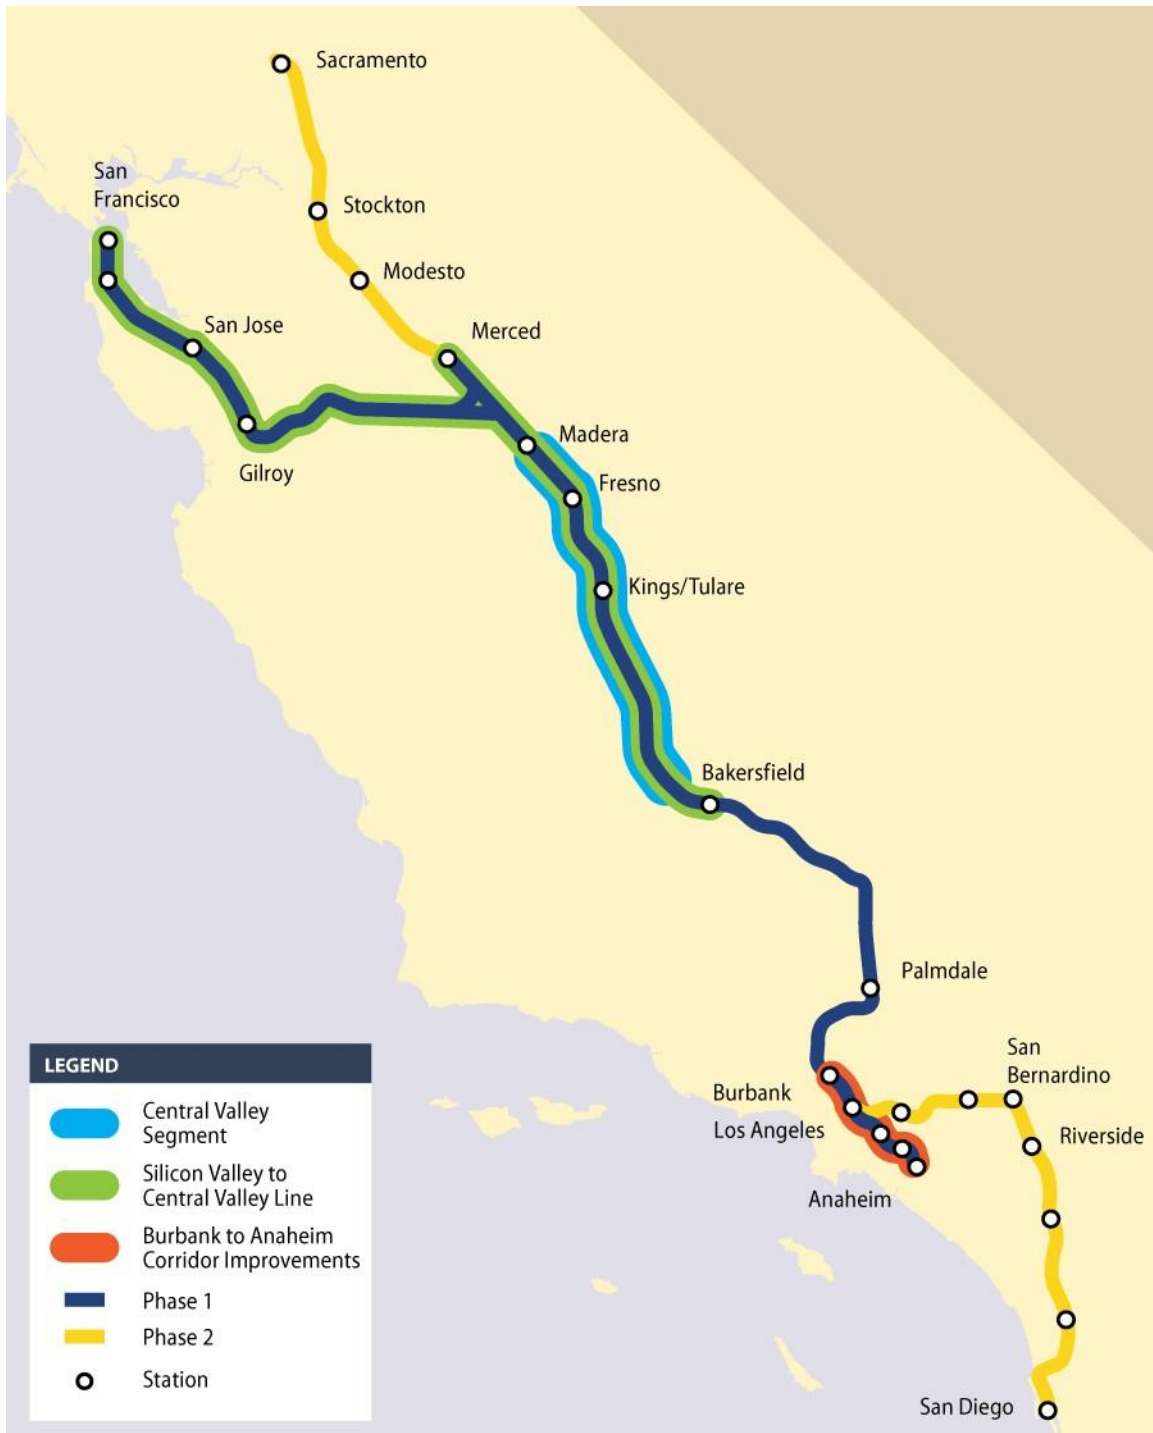 Sacramento
San
Francisco
Stockton
Modesto
San Jose
Merced
Madera
Gilroy
Fresno
Kings/Tulare
Bakersfield
Palmdale
San
Bernardino
Burbank
Los Angeles
Riverside
Anaheim
San Diego
LEGEND
Central Valley
Segment
Silicon Valley to
Central Valley Line
Burbank to Anaheim
Corridor Improvements
Phase 1
Phase 2
Station